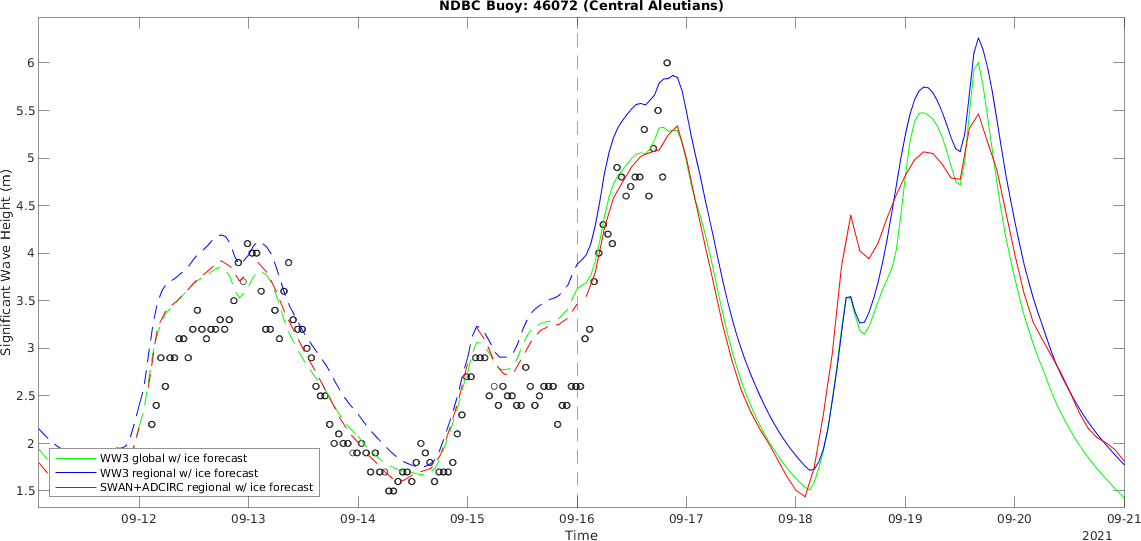 NDBC Buoy: 46072 (Central Aleutians)
Significant Wave Height (m)
6
5.5
5
4.5
4
3.5
3
2.5
2
1.5
WW3 global w/ ice forecast
WW3 regional w/ ice forecast
SWAN+ADCIRC regional w/ ice forecast
09-12 09-13 09-14 09-15 09-16 09-17 09-18 09-19 09-20 09-21
Time
2021